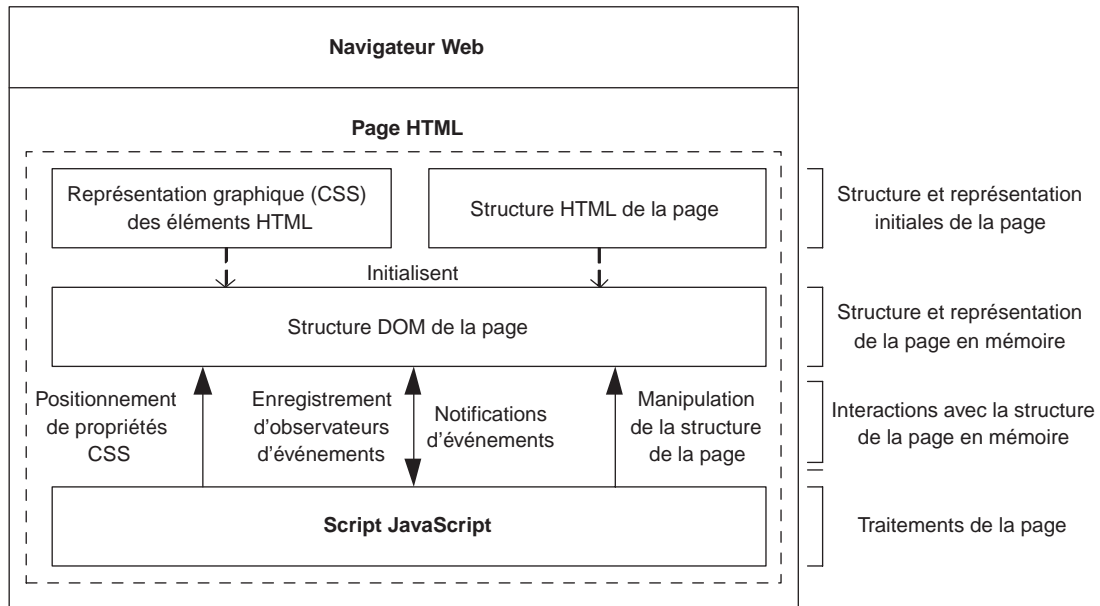 Navigateur Web
Page HTML
Représentation graphique (CSS)
des éléments HTML
Structure HTML de la page
Structure et représentation
initiales de la page
Initialisent
Structure DOM de la page
Structure et représentation
de la page en mémoire
Positionnement
de propriétés
CSS
Enregistrement
d'observateurs
d'événements
Notifications
d'événements
Manipulation
de la structure
de la page
Interactions avec la structure
de la page en mémoire
Script JavaScript
Traitements de la page